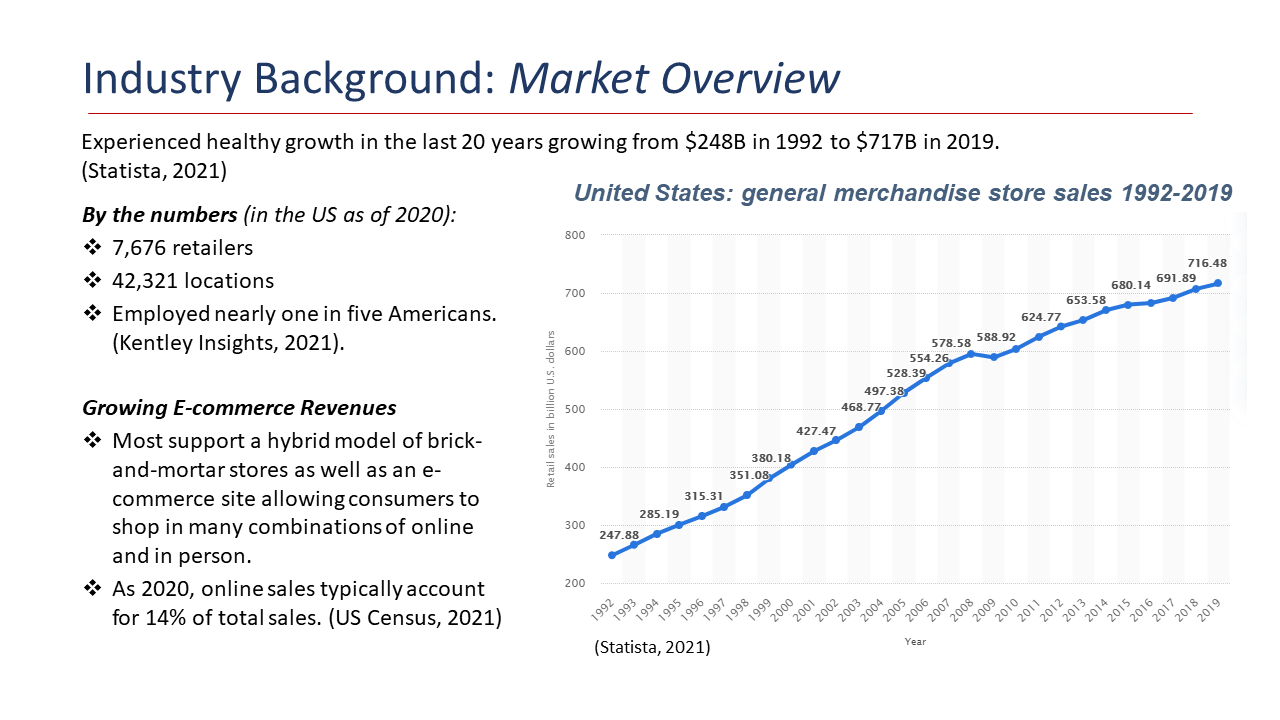 Industry Background: Market Overview
Experienced healthy growth in the last 20 years growing from $248B in 1992 to $717B in 2019.
(Statista, 2021)
By the numbers (in the US as of 2020):
❖ 7,676 retailers
❖ 42,321 locations
❖ Employed nearly one in five Americans.
(Kentley Insights, 2021).
Growing E-commerce Revenues
❖ Most support a hybrid model of brick-
and-mortar stores as well as an e-
commerce site allowing consumers to
shop in many combinations of online
and in person.
❖ As 2020, online sales typically account
for 14% of total sales. (US Census, 2021)
United States: general merchandise store sales 1992-2019
Retail sales in billion U.S. dollars
800
700
600
500
400
300
200
247.88
285.19
315.31
351.08
380.18
427.47
468.77
497.38
528.39
554.26
578.58
588.92
624.77
653.58
680.14
691.89
716.48
1992
1993
1994
1995
1996
1997
1998
1999
2000
2001
2002
2003
2004
2005
2006
2007
2008
2009
2010
2011
2012
2013
2014
2015
2016
2017
2018
2019
Year
(Statista, 2021)